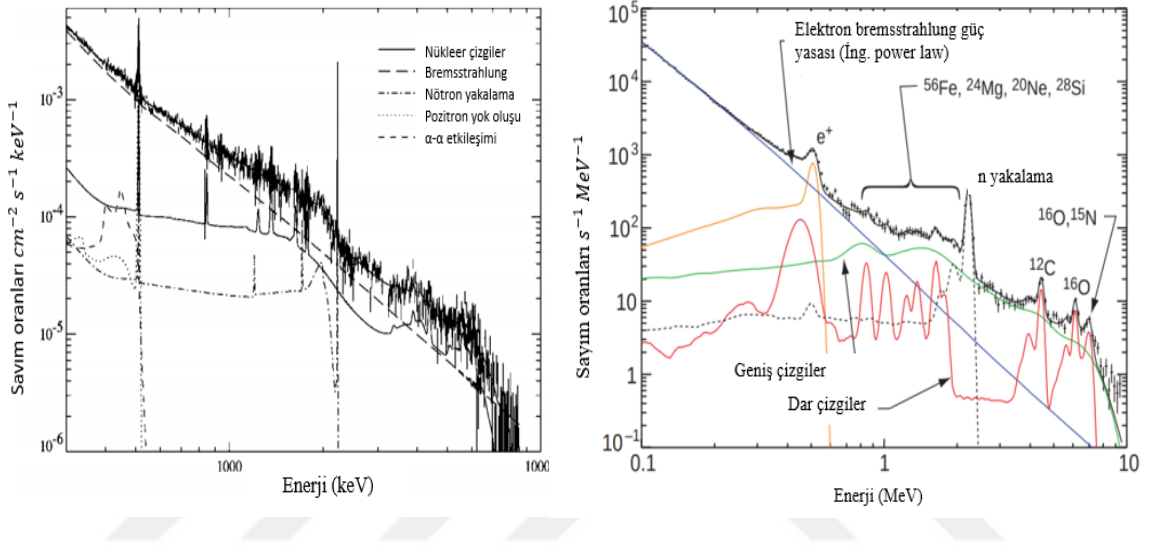 Nükleer çizgiler
Bremsstrahlung
Nötron yakalama
Pozitron yok oluşu
α-α etkileşimi
10⁻³
10⁻⁴
10⁻⁵
10⁻⁶
Sayım oranları cm⁻² s⁻¹ keV⁻¹
1000
1000
Enerji (keV)
Elektron bremsstrahlung güç
yasası (İng. power law)
⁵⁶Fe, ²⁴Mg, ²⁰Ne, ²⁸Si
e⁺
n yakalama
¹⁶O,¹⁵N
¹²C
¹⁶O
Geniş çizgiler
Dar çizgiler
10⁵
10⁴
10³
10²
10
1
10⁻¹
Sayım oranları s⁻¹ MeV⁻¹
0.1
1
10
Enerji (MeV)